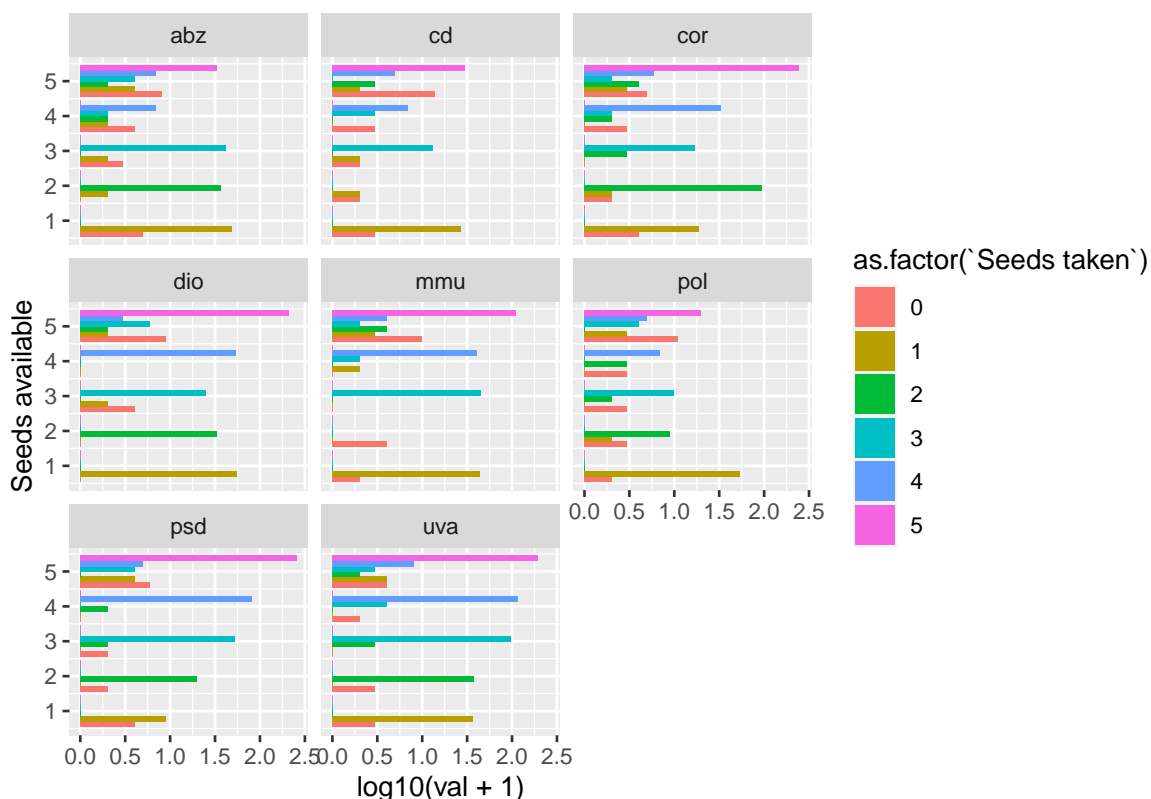 abz cd cor
5
4
3
2
1
dio mmu pol
5
4
3
2
1
0.0 0.5 1.0 1.5 2.0 2.5
psd uva
5
4
3
2
1
0.0 0.5 1.0 1.5 2.0 2.5 0.0 0.5 1.0 1.5 2.0 2.5
log10(val + 1)
Seeds available
as.factor(`Seeds taken`)
0
1
2
3
4
5